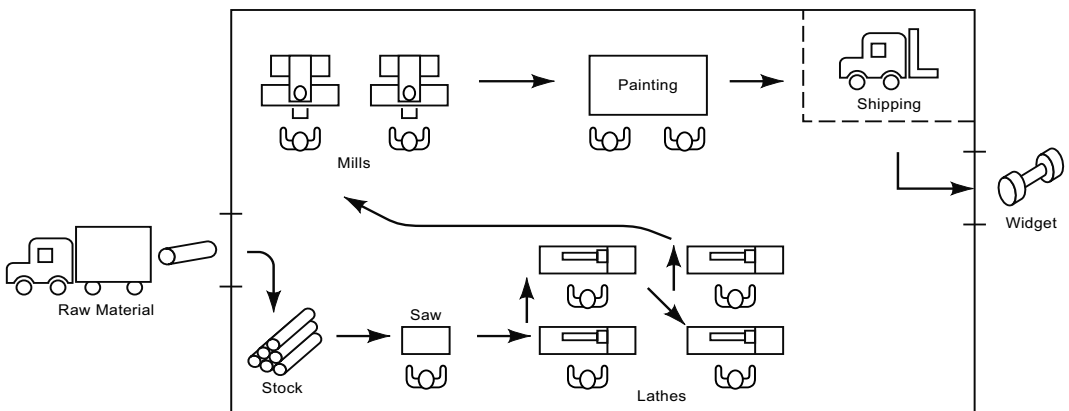 Painting
Shipping
Mills
Widget
Raw Material
Saw
Stock
Lathes